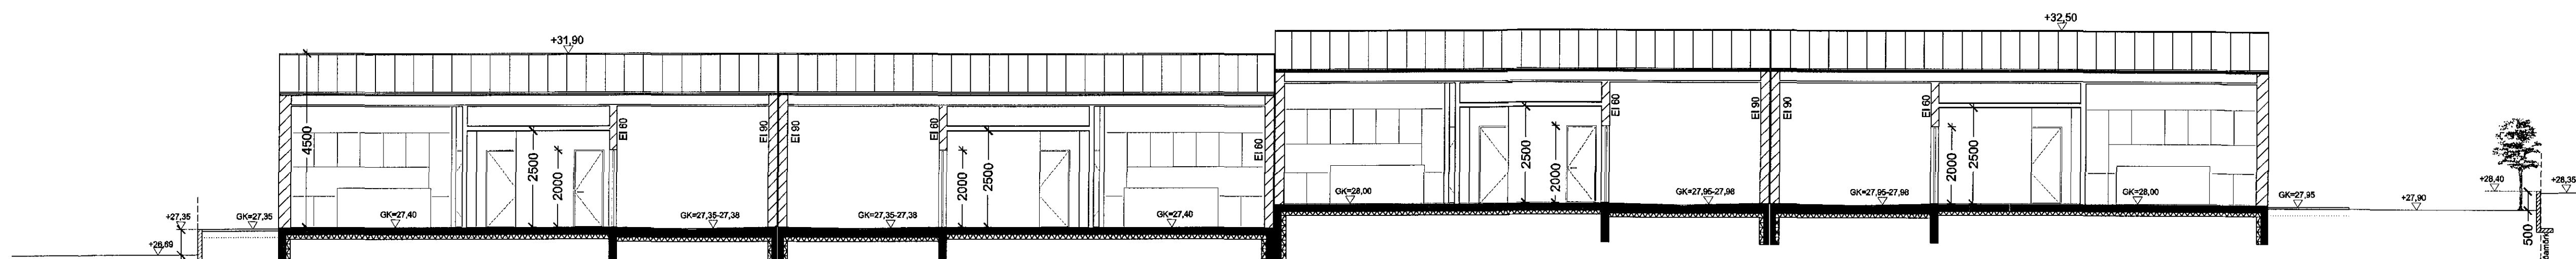 +31,90
+32,50
4500
EI 60
EI 90
EI 90
EI 60
EI 60
EI 60
EI 90
EI 90
EI 60
2500
2000
2000
2500
2500
2000
2000
2500
GK=28,00
GK=27,95-27,98
GK=27,95-27,98
GK=28,00
GK=27,95
+27,90
+28,40
+28,35
+27,35
GK=27,35
GK=27,40
GK=27,35-27,38
GK=27,35-27,38
GK=27,40
+26,69
500